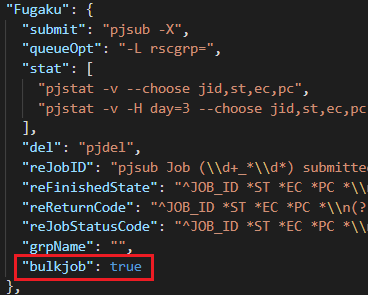 "Fugaku": {
"submit": "pjsub -X",
"queueOpt": "-L rscgrp=",
"stat": [
"pjstat -v --choose jid,st,ec,pc",
"pjstat -v -H day=3 --choose jid,st,ec,pc"
],
"del": "pjdel",
"reJobID": "pjsub Job (\\d+_*\\d*) submitted
"reFinishedState": "^JOB_ID *ST *EC *PC *\\n
"reReturnCode": "^JOB_ID *ST *EC *PC *\\n(?
"reJobStatusCode": "^JOB_ID *ST *EC *PC *\\n
"grpName": "",
"bulkjob": true
},